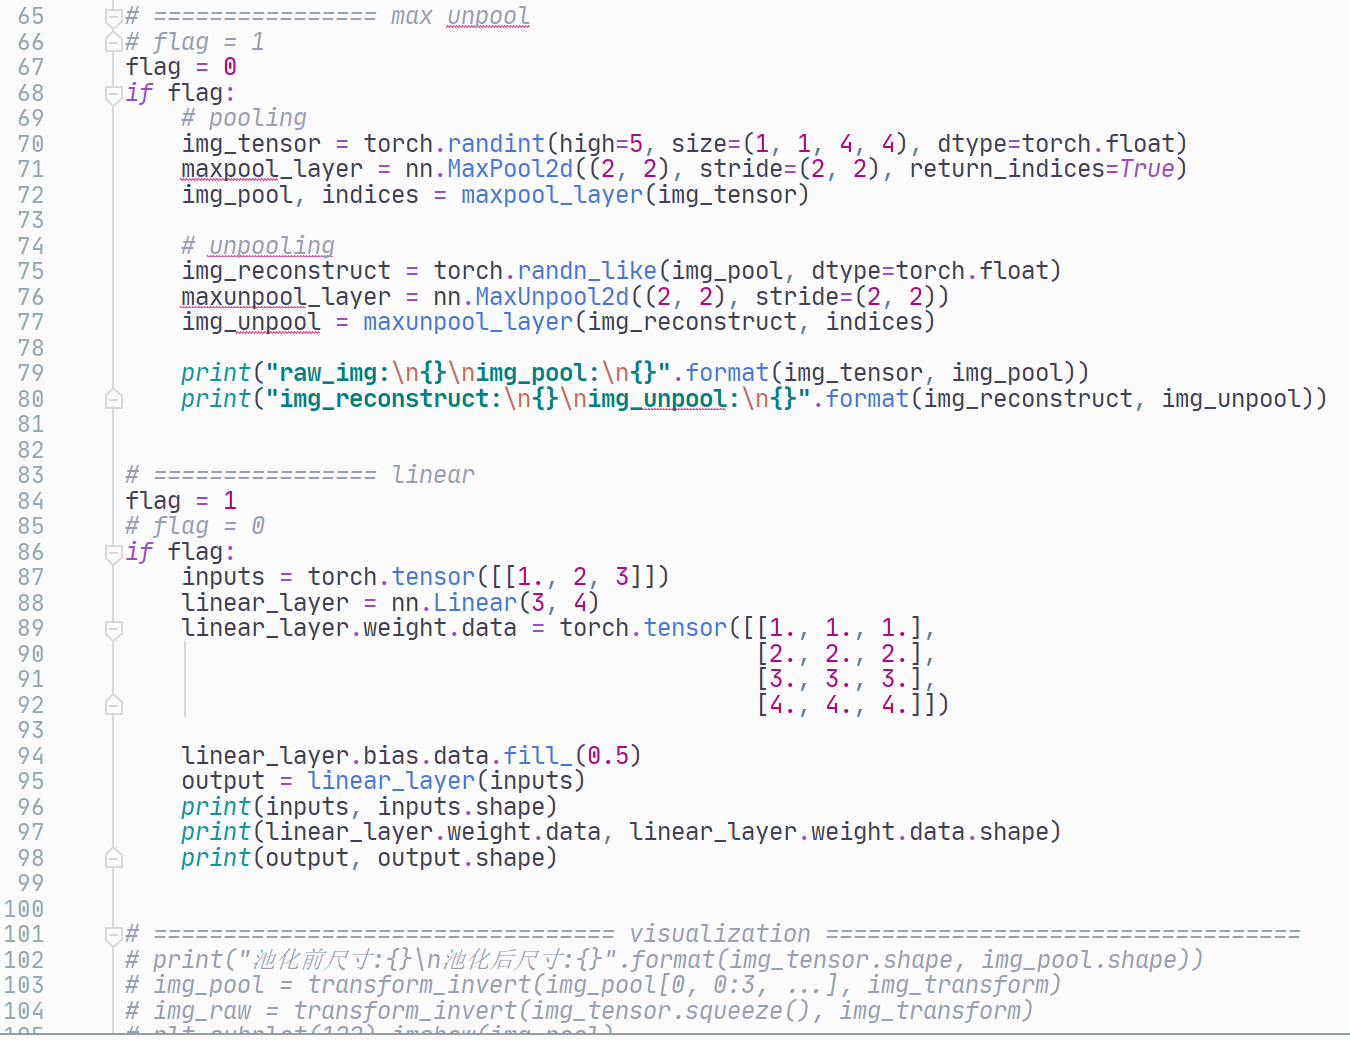 65 # ================ max unpool
66 # flag = 1
67 flag = 0
68 if flag:
69     # pooling
70     img_tensor = torch.randint(high=5, size=(1, 1, 4, 4), dtype=torch.float)
71     maxpool_layer = nn.MaxPool2d((2, 2), stride=(2, 2), return_indices=True)
72     img_pool, indices = maxpool_layer(img_tensor)
73
74     # unpooling
75     img_reconstruct = torch.randn_like(img_pool, dtype=torch.float)
76     maxunpool_layer = nn.MaxUnpool2d((2, 2), stride=(2, 2))
77     img_unpool = maxunpool_layer(img_reconstruct, indices)
78
79     print("raw_img:\n{}\nimg_pool:\n{}".format(img_tensor, img_pool))
80     print("img_reconstruct:\n{}\nimg_unpool:\n{}".format(img_reconstruct, img_unpool))
81
82
83 # ================ linear
84 flag = 1
85 # flag = 0
86 if flag:
87     inputs = torch.tensor([[1., 2, 3]])
88     linear_layer = nn.Linear(3, 4)
89     linear_layer.weight.data = torch.tensor([[1., 1., 1.],
90                                              [2., 2., 2.],
91                                              [3., 3., 3.],
92                                              [4., 4., 4.]])
93
94     linear_layer.bias.data.fill_(0.5)
95     output = linear_layer(inputs)
96     print(inputs, inputs.shape)
97     print(linear_layer.weight.data, linear_layer.weight.data.shape)
98     print(output, output.shape)
99
100
101 # ================================= visualization ==================================
102 # print("池化前尺寸:{}\n池化后尺寸:{}".format(img_tensor.shape, img_pool.shape))
103 # img_pool = transform_invert(img_pool[0, 0:3, ...], img_transform)
104 # img_raw = transform_invert(img_tensor.squeeze(), img_transform)